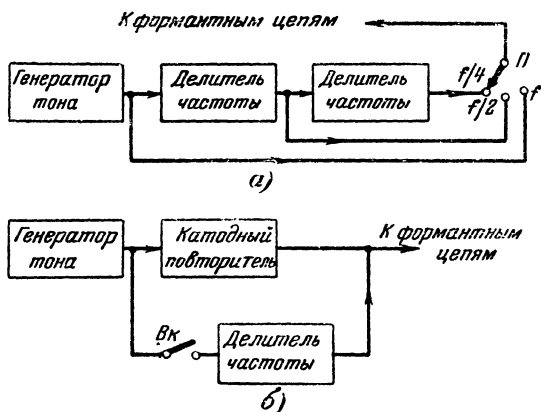 К формантным цепям
Генератор
тона
Делитель
частоты
Делитель
частоты
f/4
П
f/2
f
а)
Генератор
тона
Катодный
повторитель
К формантным
цепям
Вк
Делитель
частоты
б)